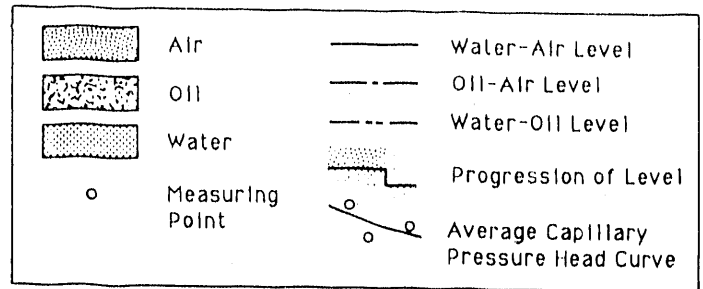 Air
Oil
Water
Measuring
Point
Water-Air Level
Oil-Air Level
Water-Oil Level
Progression of Level
Average Capillary
Pressure Head Curve